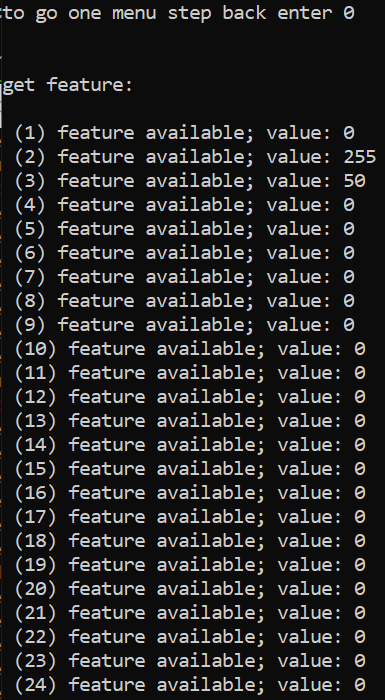 to go one menu step back enter 0
get feature:
(1) feature available; value: 0
(2) feature available; value: 255
(3) feature available; value: 50
(4) feature available; value: 0
(5) feature available; value: 0
(6) feature available; value: 0
(7) feature available; value: 0
(8) feature available; value: 0
(9) feature available; value: 0
(10) feature available; value: 0
(11) feature available; value: 0
(12) feature available; value: 0
(13) feature available; value: 0
(14) feature available; value: 0
(15) feature available; value: 0
(16) feature available; value: 0
(17) feature available; value: 0
(18) feature available; value: 0
(19) feature available; value: 0
(20) feature available; value: 0
(21) feature available; value: 0
(22) feature available; value: 0
(23) feature available; value: 0
(24) feature available; value: 0